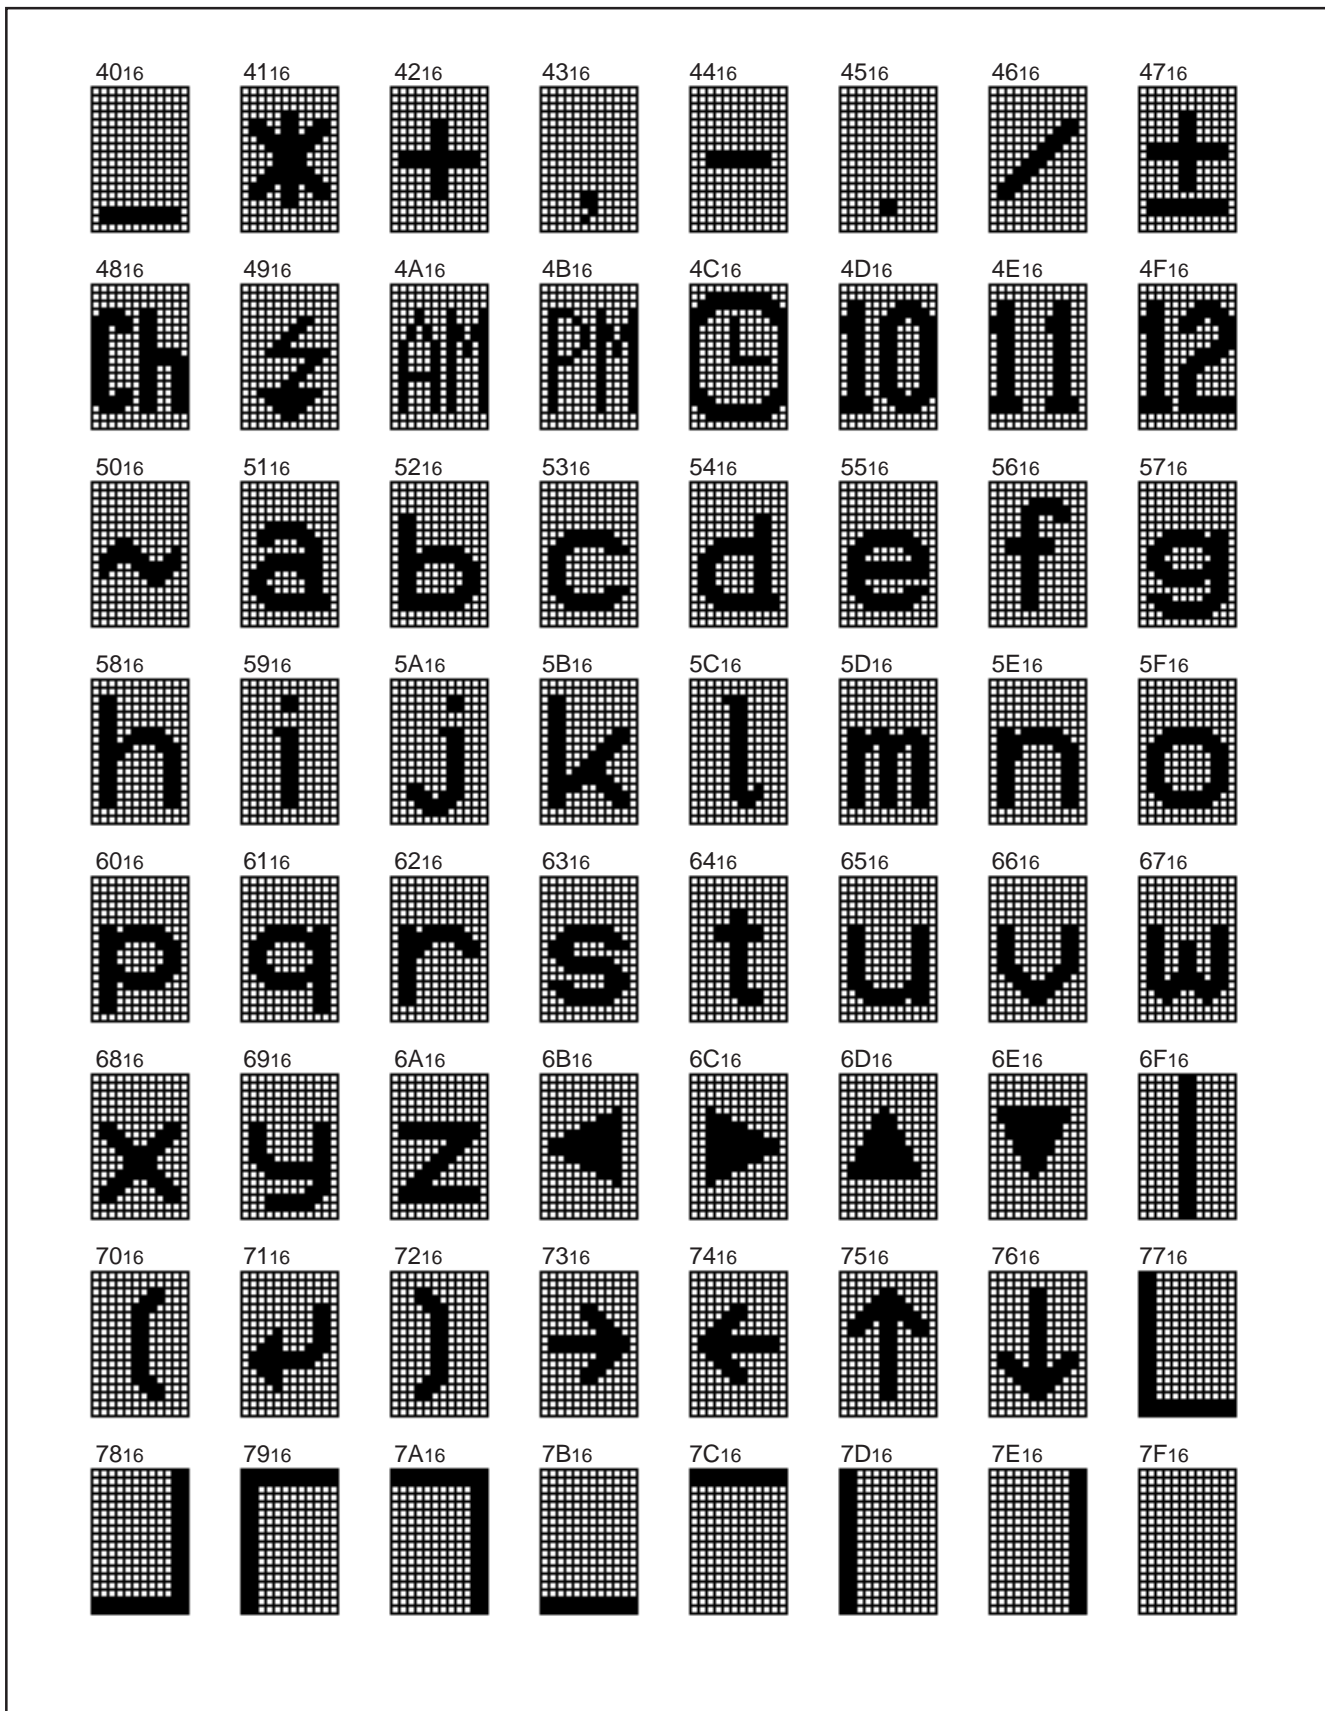 4016 4116 4216 4316 4416 4516 4616 4716
_ * + , - . / ±
4816 4916 4A16 4B16 4C16 4D16 4E16 4F16
Ch AM PM 10 11 12
5016 5116 5216 5316 5416 5516 5616 5716
~ a b c d e f g
5816 5916 5A16 5B16 5C16 5D16 5E16 5F16
h i j k l m n o
6016 6116 6216 6316 6416 6516 6616 6716
p q r s t u v w
6816 6916 6A16 6B16 6C16 6D16 6E16 6F16
x y z ◀ ▶ ▲ ▼ |
7016 7116 7216 7316 7416 7516 7616 7716
( ↵ ) → ← ↑ ↓
7816 7916 7A16 7B16 7C16 7D16 7E16 7F16